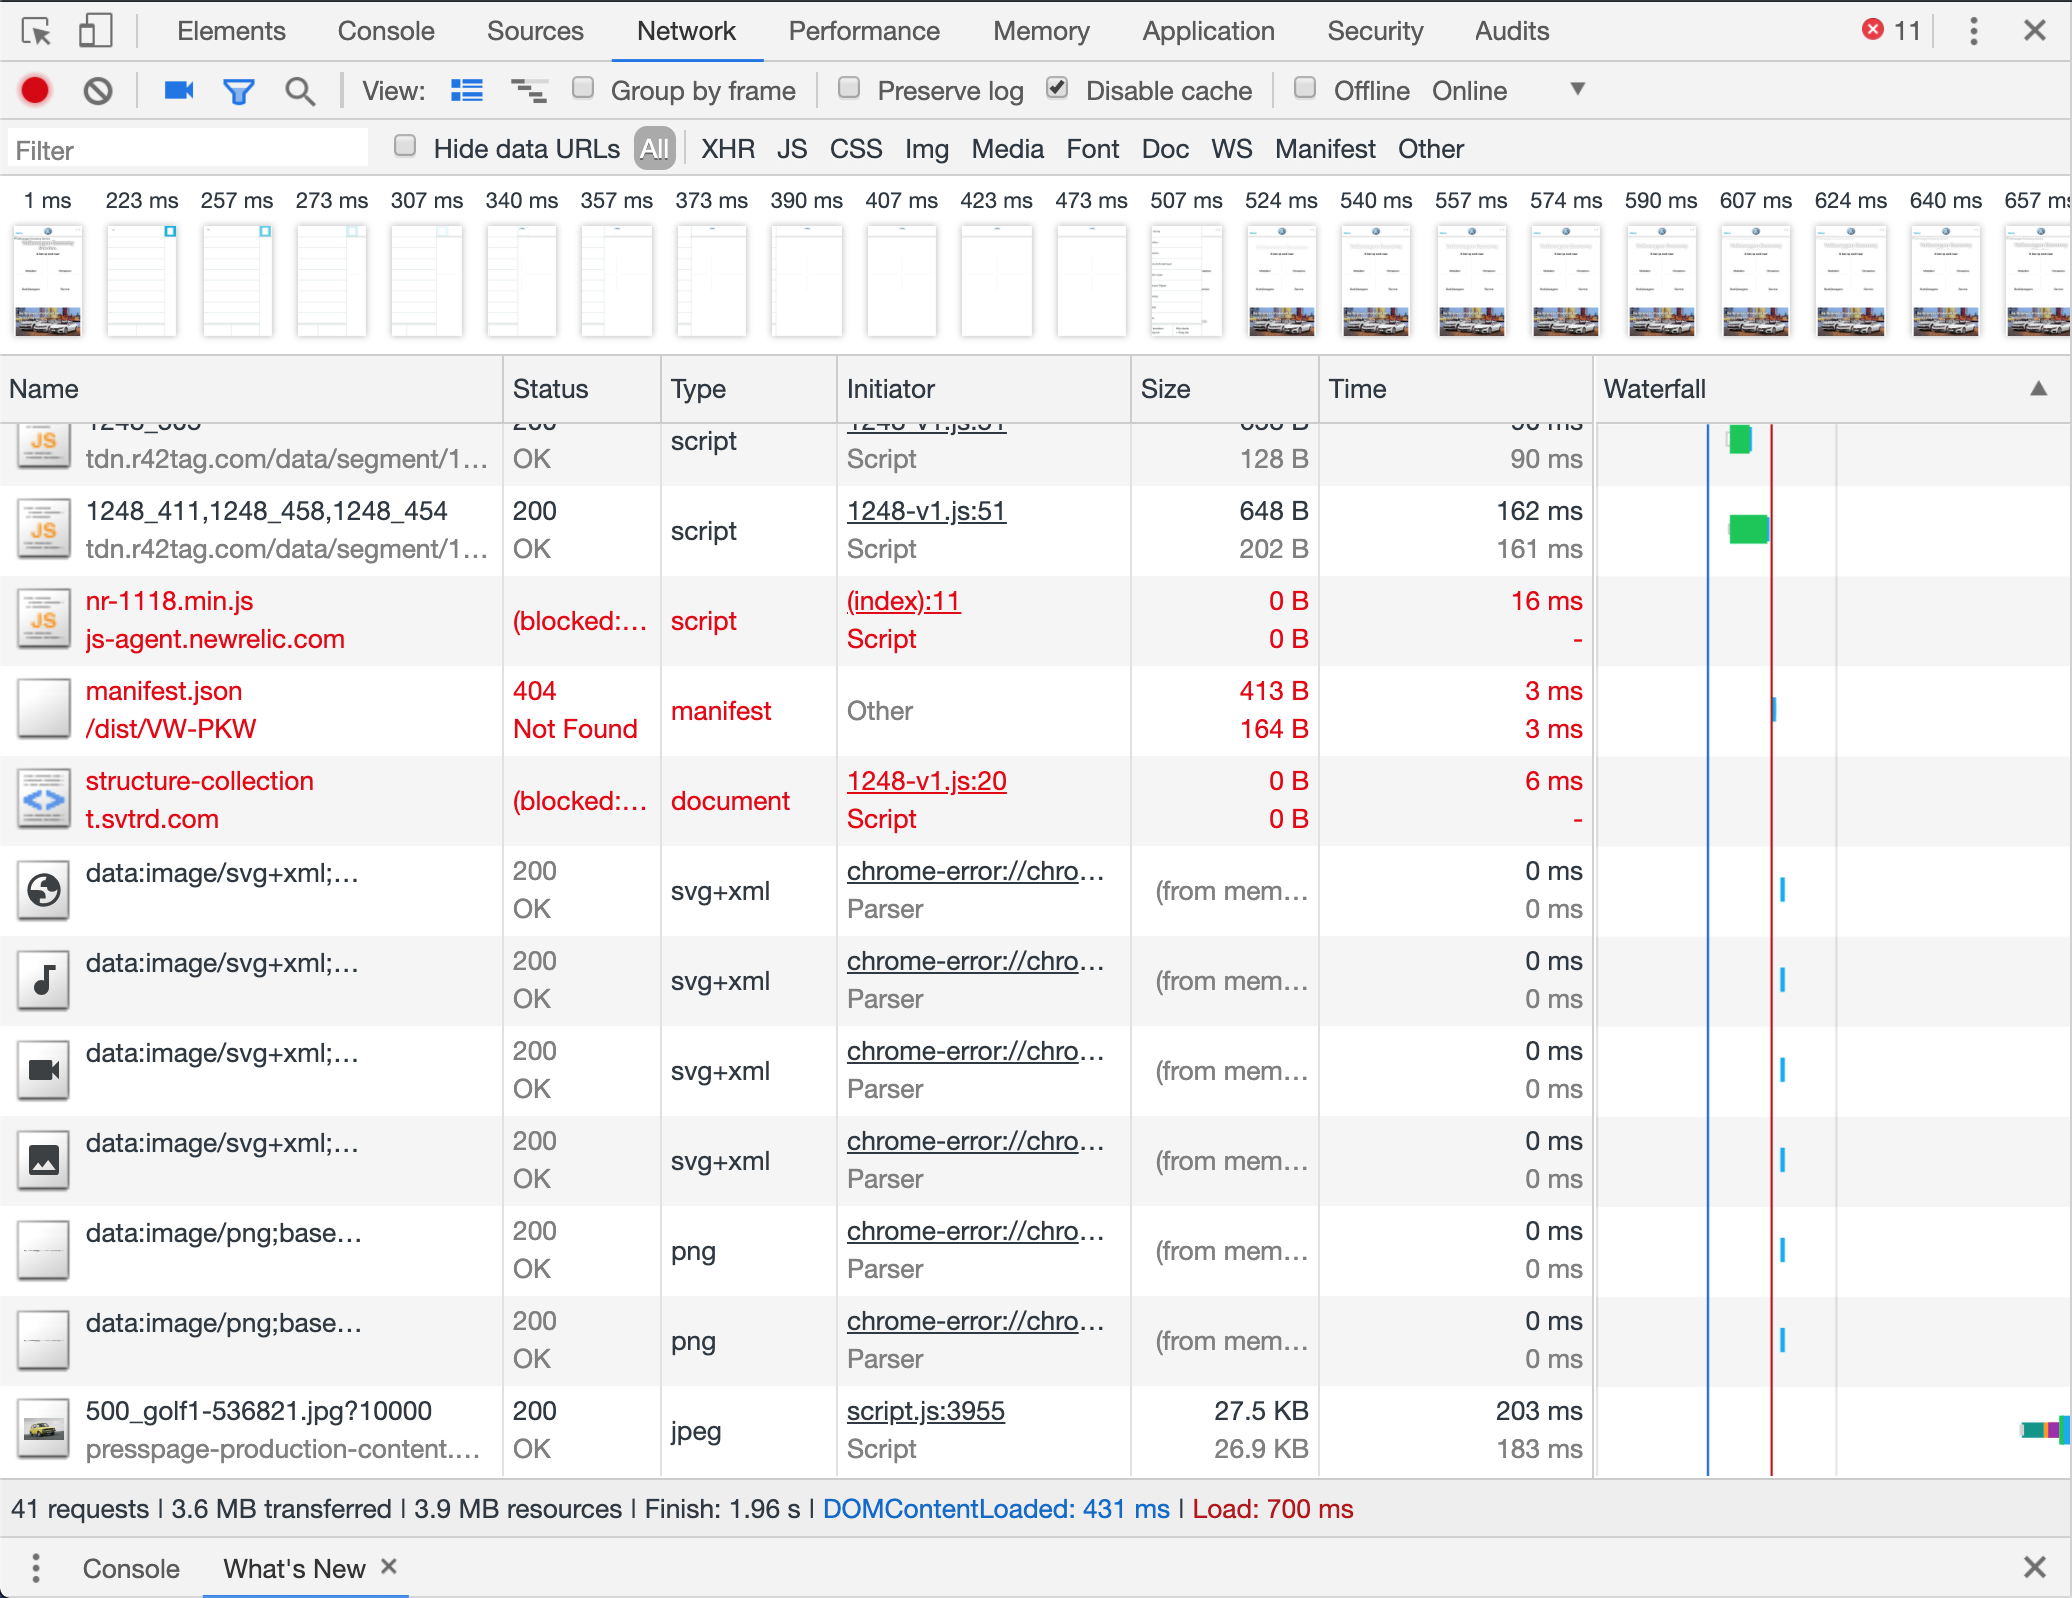 Elements Console Sources Network Performance Memory Application Security Audits 11
View: Group by frame Preserve log Disable cache Offline Online
Filter Hide data URLs All XHR JS CSS Img Media Font Doc WS Manifest Other
1 ms 223 ms 257 ms 273 ms 307 ms 340 ms 357 ms 373 ms 390 ms 407 ms 423 ms 473 ms 507 ms 524 ms 540 ms 557 ms 574 ms 590 ms 607 ms 624 ms 640 ms 657 ms
Name Status Type Initiator Size Time Waterfall
JS script 1248-v1.js:51
tdn.r42tag.com/data/segment/1... OK Script 128 B 90 ms
1248_411,1248_458,1248_454 200 1248-v1.js:51 648 B 162 ms
JS script
tdn.r42tag.com/data/segment/1... OK Script 202 B 161 ms
nr-1118.min.js (index):11 0 B 16 ms
JS (blocked:... script
js-agent.newrelic.com Script 0 B -
manifest.json 404 413 B 3 ms
manifest Other
/dist/VW-PKW Not Found 164 B 3 ms
structure-collection 1248-v1.js:20 0 B 6 ms
(blocked:... document
t.svtrd.com Script 0 B -
data:image/svg+xml;... 200 chrome-error://chro... 0 ms
svg+xml (from mem...
OK Parser 0 ms
data:image/svg+xml;... 200 chrome-error://chro... 0 ms
svg+xml (from mem...
OK Parser 0 ms
data:image/svg+xml;... 200 chrome-error://chro... 0 ms
svg+xml (from mem...
OK Parser 0 ms
data:image/svg+xml;... 200 chrome-error://chro... 0 ms
svg+xml (from mem...
OK Parser 0 ms
data:image/png;base... 200 chrome-error://chro... 0 ms
png (from mem...
OK Parser 0 ms
data:image/png;base... 200 chrome-error://chro... 0 ms
png (from mem...
OK Parser 0 ms
500_golf1-536821.jpg?10000 200 script.js:3955 27.5 KB 203 ms
jpeg
presspage-production-content.... OK Script 26.9 KB 183 ms
41 requests | 3.6 MB transferred | 3.9 MB resources | Finish: 1.96 s | DOMContentLoaded: 431 ms | Load: 700 ms
Console What's New